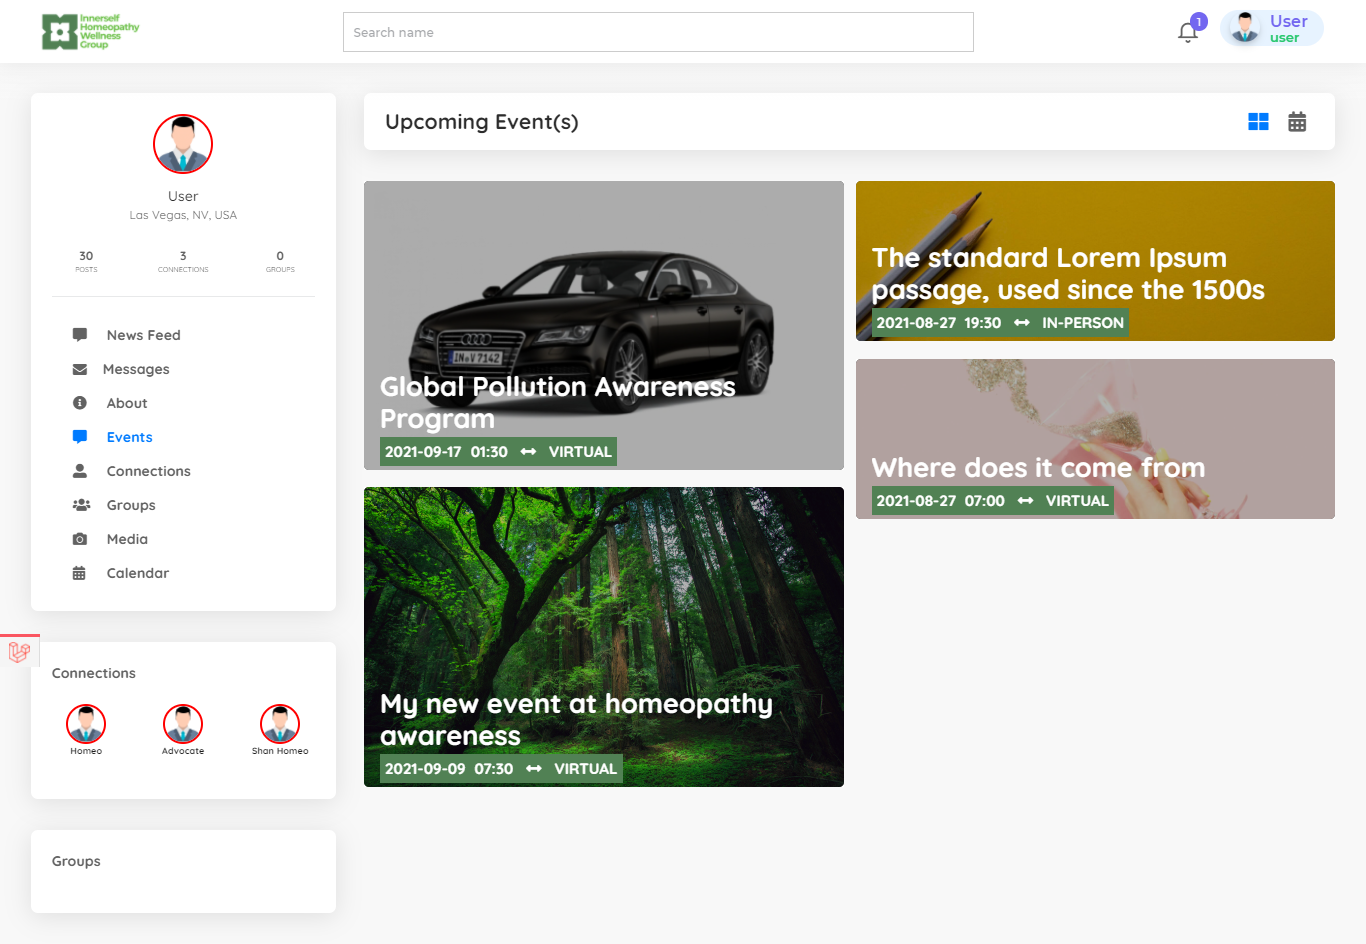 Innerself
Homeopathy
Wellness
Group
Search name
1
User
user
User
Las Vegas, NV, USA
30
POSTS
3
CONNECTIONS
0
GROUPS
News Feed
Messages
About
Events
Connections
Groups
Media
Calendar
Connections
Homeo
Advocate
Shan Homeo
Groups
Upcoming Event(s)
IN V 7142
Global Pollution Awareness
Program
2021-09-17 01:30 ↔ VIRTUAL
The standard Lorem Ipsum
passage, used since the 1500s
2021-08-27 19:30 ↔ IN-PERSON
Where does it come from
2021-08-27 07:00 ↔ VIRTUAL
My new event at homeopathy
awareness
2021-09-09 07:30 ↔ VIRTUAL